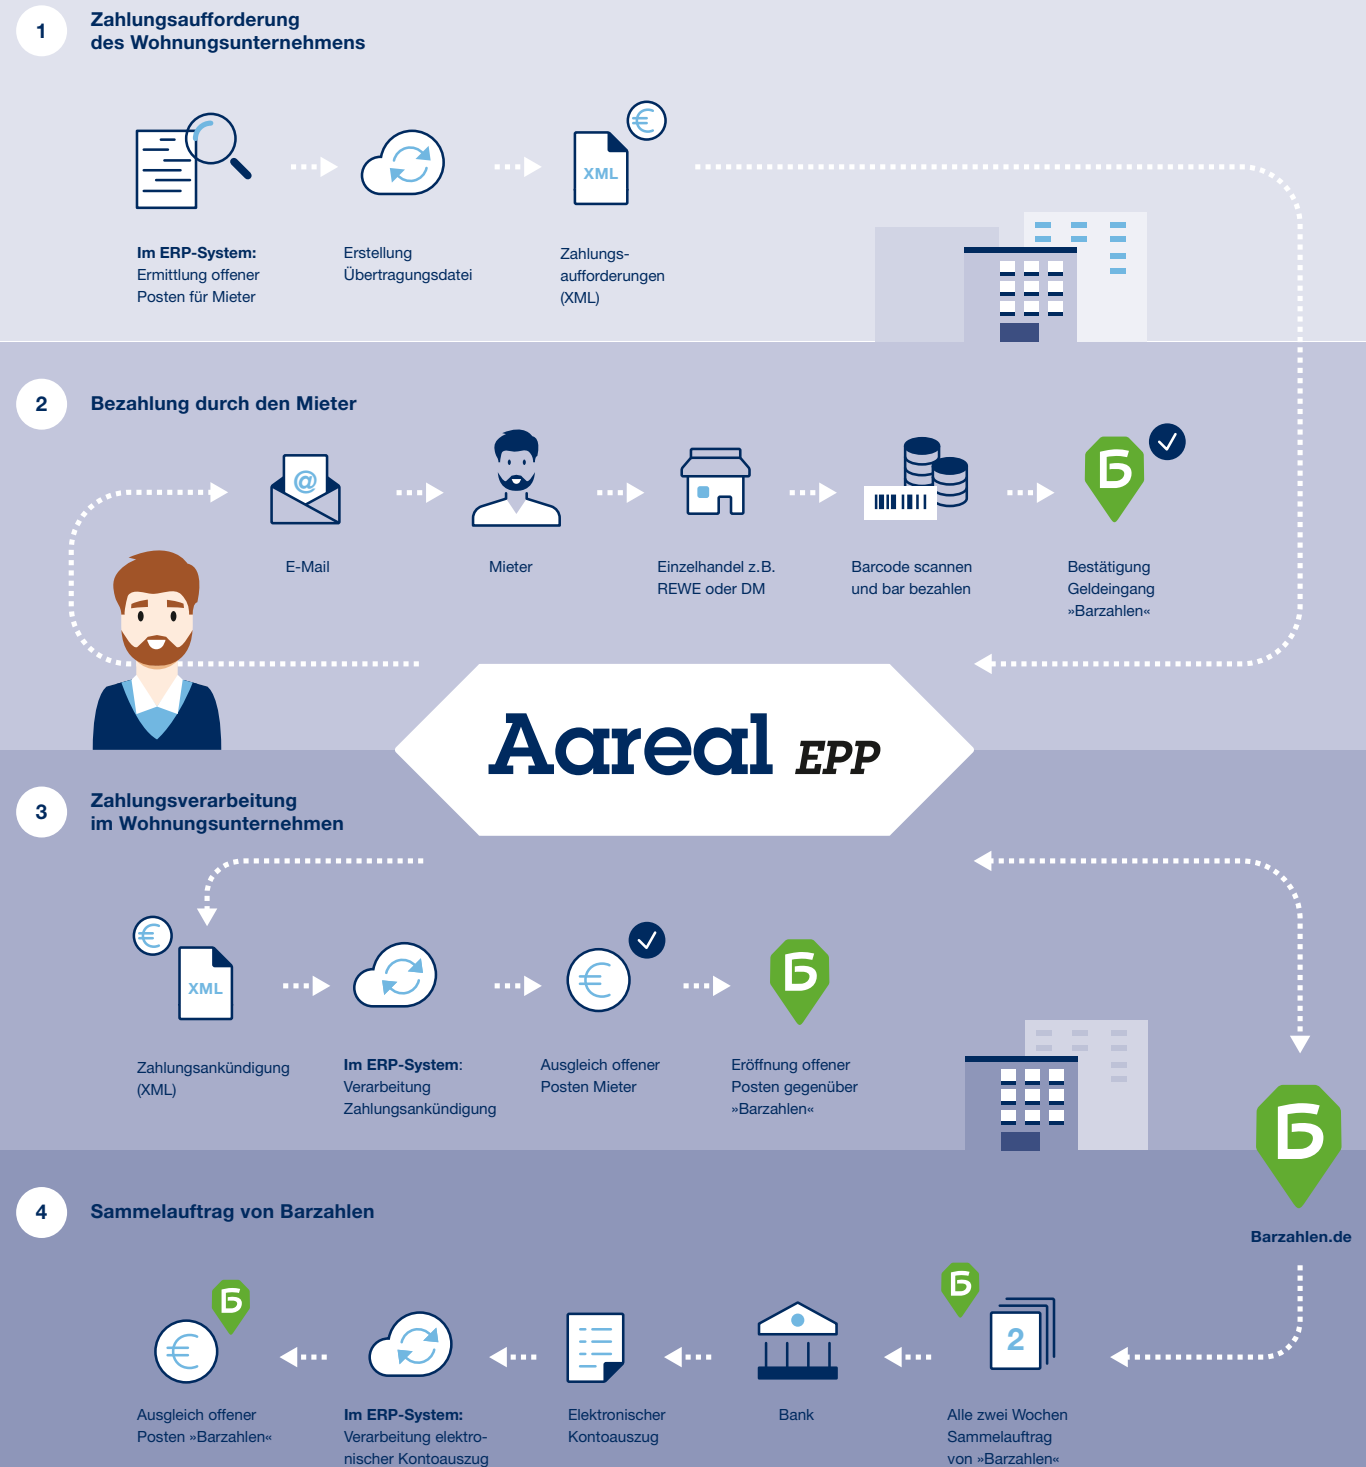 1
Zahlungsaufforderung
des Wohnungsunternehmens
€
XML
Im ERP-System:
Ermittlung offener
Posten für Mieter
Erstellung
Übertragungsdatei
Zahlungs-
aufforderungen
(XML)
2
Bezahlung durch den Mieter
@
E-Mail
Mieter
Einzelhandel z.B.
REWE oder DM
Barcode scannen
und bar bezahlen
Bestätigung
Geldeingang
»Barzahlen«
Aareal EPP
3
Zahlungsverarbeitung
im Wohnungsunternehmen
€
XML
€
Zahlungsankündigung
(XML)
Im ERP-System:
Verarbeitung
Zahlungsankündigung
Ausgleich offener
Posten Mieter
Eröffnung offener
Posten gegenüber
»Barzahlen«
Barzahlen.de
4
Sammelauftrag von Barzahlen
€
2
Ausgleich offener
Posten »Barzahlen«
Im ERP-System:
Verarbeitung elektro-
nischer Kontoauszug
Elektronischer
Kontoauszug
Bank
Alle zwei Wochen
Sammelauftrag
von »Barzahlen«